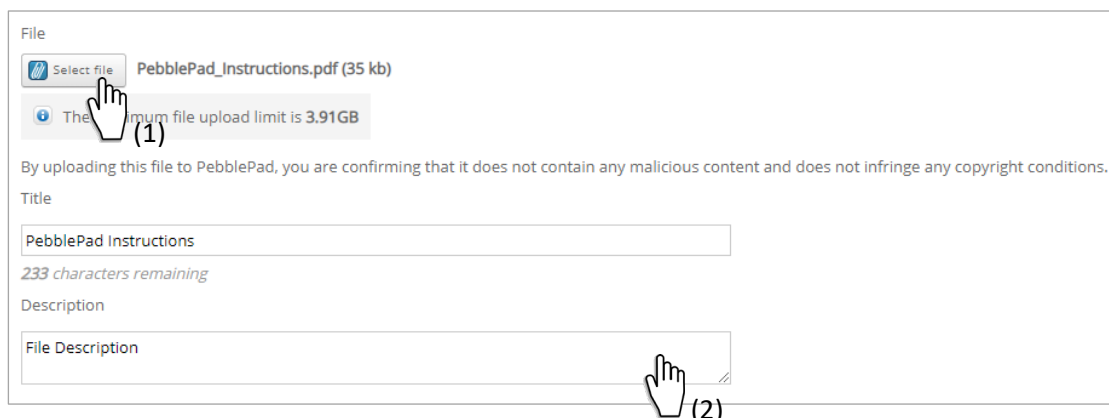 File
Select file PebblePad_Instructions.pdf (35 kb)
The imum file upload limit is 3.91GB
(1)
By uploading this file to PebblePad, you are confirming that it does not contain any malicious content and does not infringe any copyright conditions.
Title
PebblePad Instructions
233 characters remaining
Description
File Description
(2)